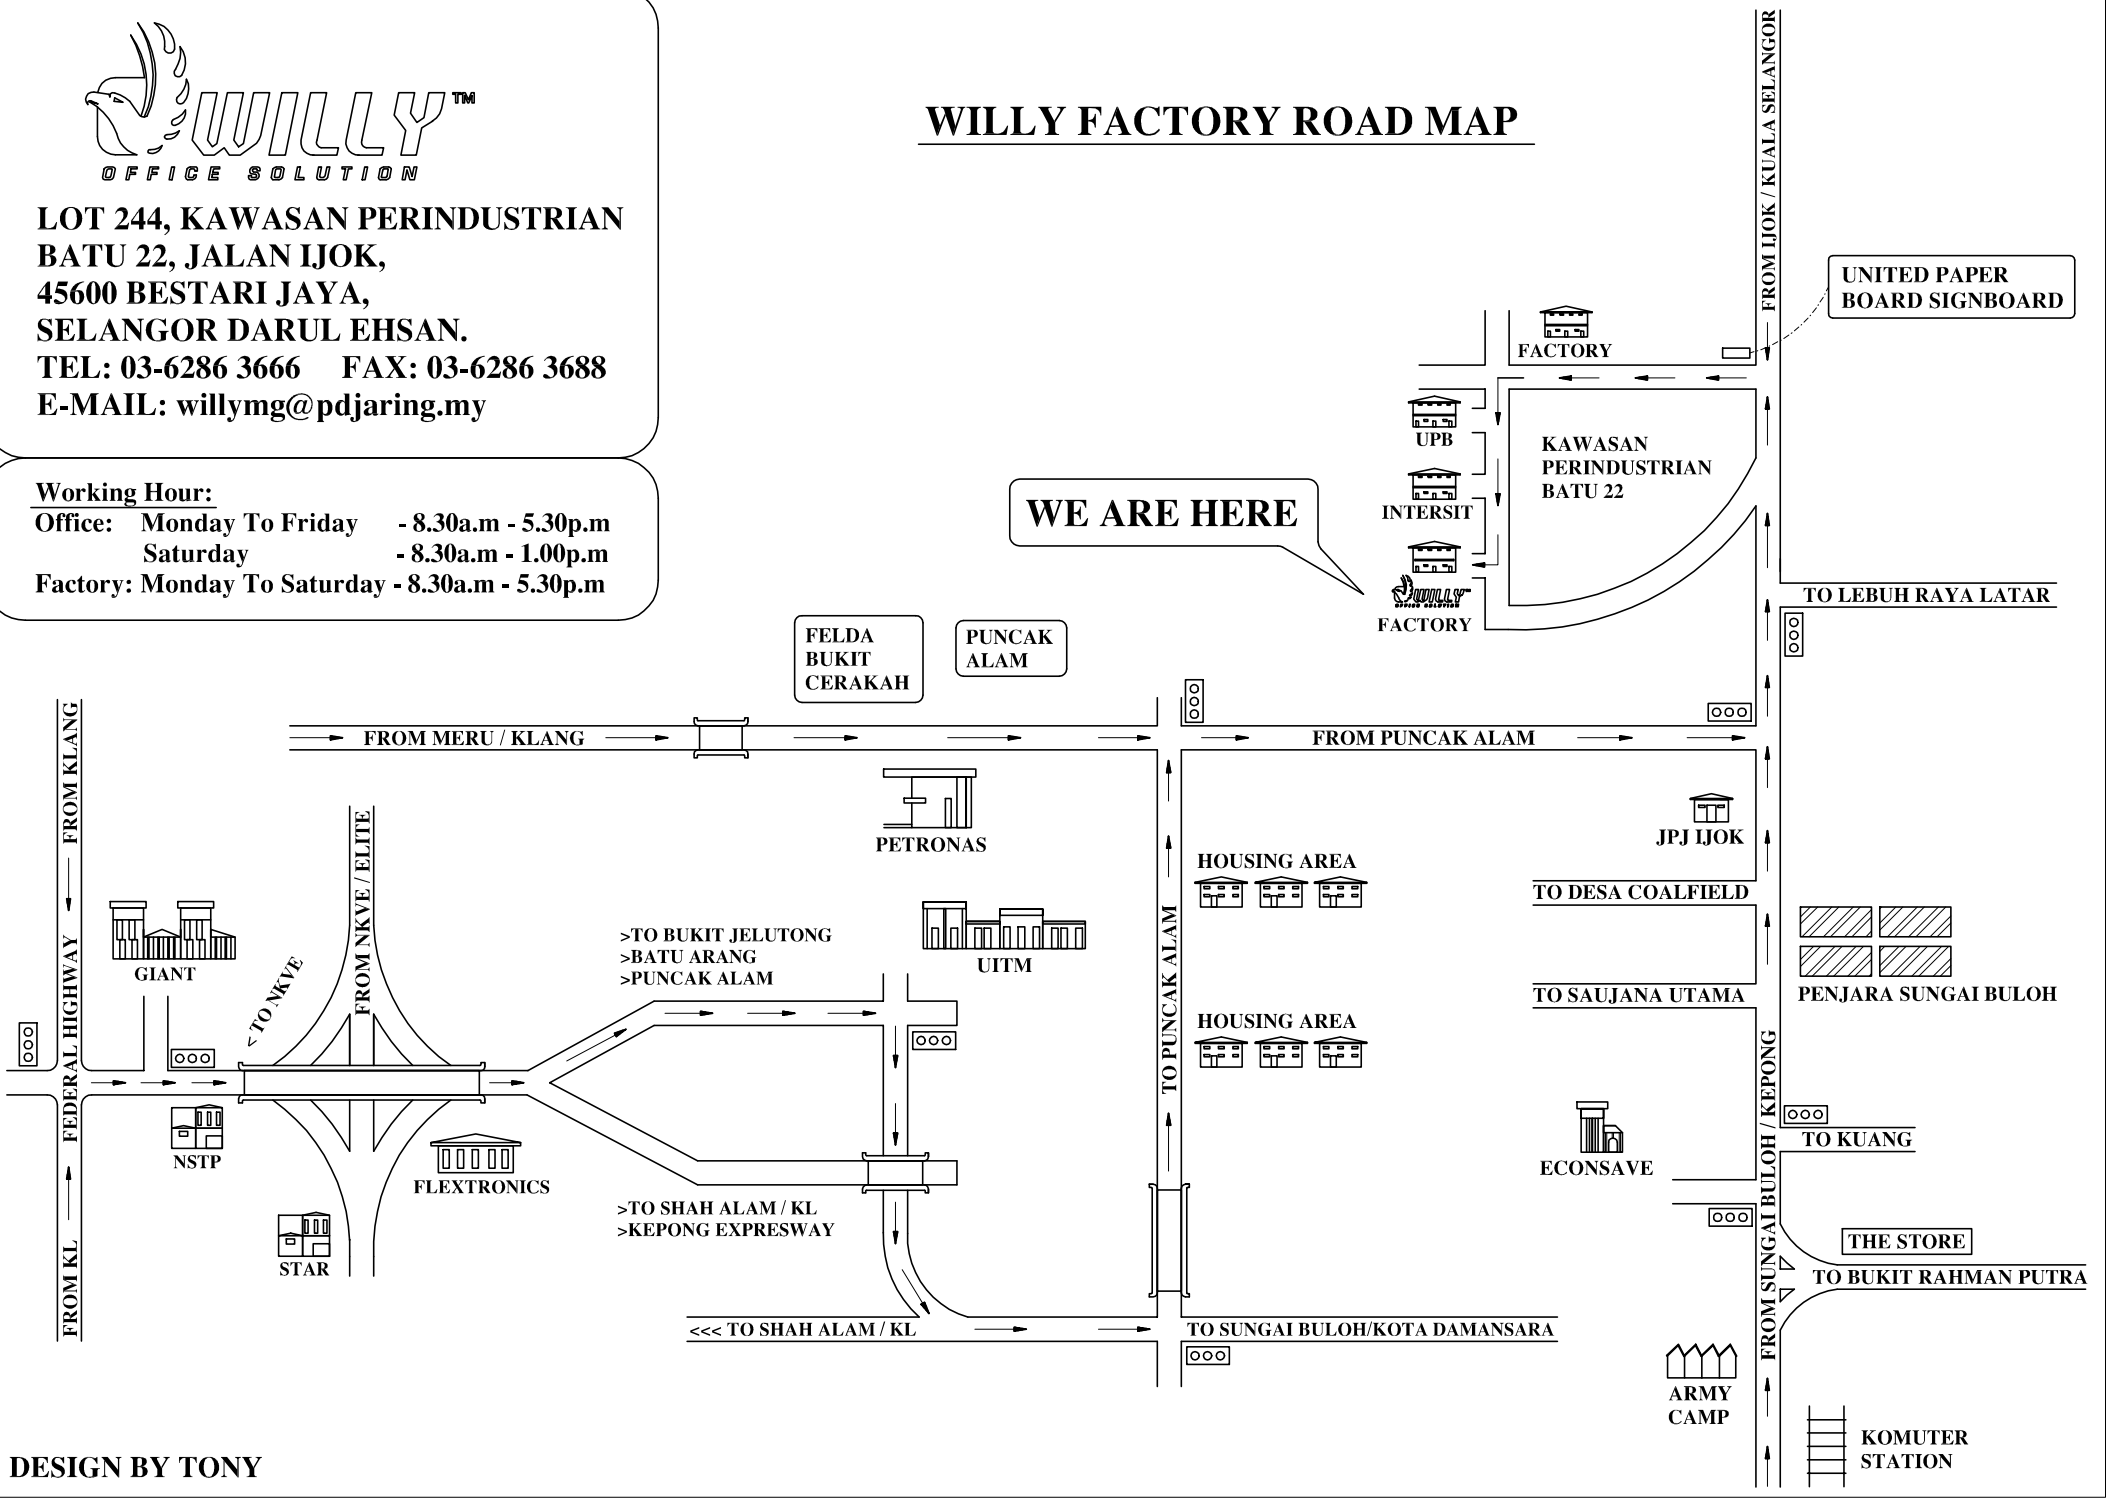 WILLY™
OFFICE SOLUTION
LOT 244, KAWASAN PERINDUSTRIAN
BATU 22, JALAN IJOK,
45600 BESTARI JAYA,
SELANGOR DARUL EHSAN.
TEL: 03-6286 3666 FAX: 03-6286 3688
E-MAIL: willymg@pdjaring.my
Working Hour:
Office: Monday To Friday - 8.30a.m - 5.30p.m
Saturday - 8.30a.m - 1.00p.m
Factory: Monday To Saturday - 8.30a.m - 5.30p.m
WILLY FACTORY ROAD MAP
FROM IJOK / KUALA SELANGOR
UNITED PAPER
BOARD SIGNBOARD
FACTORY
UPB
KAWASAN
PERINDUSTRIAN
BATU 22
INTERSIT
WE ARE HERE
WILLY
OFFICE SOLUTION
FACTORY
TO LEBUH RAYA LATAR
FELDA
BUKIT
CERAKAH
PUNCAK
ALAM
FROM MERU / KLANG
FROM PUNCAK ALAM
FROM KLANG
FROM NKVE / ELITE
PETRONAS
JPJ IJOK
HOUSING AREA
TO DESA COALFIELD
GIANT
< TO NKVE
>TO BUKIT JELUTONG
>BATU ARANG
>PUNCAK ALAM
UITM
TO PUNCAK ALAM
TO SAUJANA UTAMA
PENJARA SUNGAI BULOH
HOUSING AREA
FEDERAL HIGHWAY
NSTP
FLEXTRONICS
ECONSAVE
TO KUANG
>TO SHAH ALAM / KL
>KEPONG EXPRESWAY
FROM SUNGAI BULOH / KEPONG
THE STORE
STAR
TO BUKIT RAHMAN PUTRA
FROM KL
<<< TO SHAH ALAM / KL
TO SUNGAI BULOH/KOTA DAMANSARA
ARMY
CAMP
KOMUTER
STATION
DESIGN BY TONY